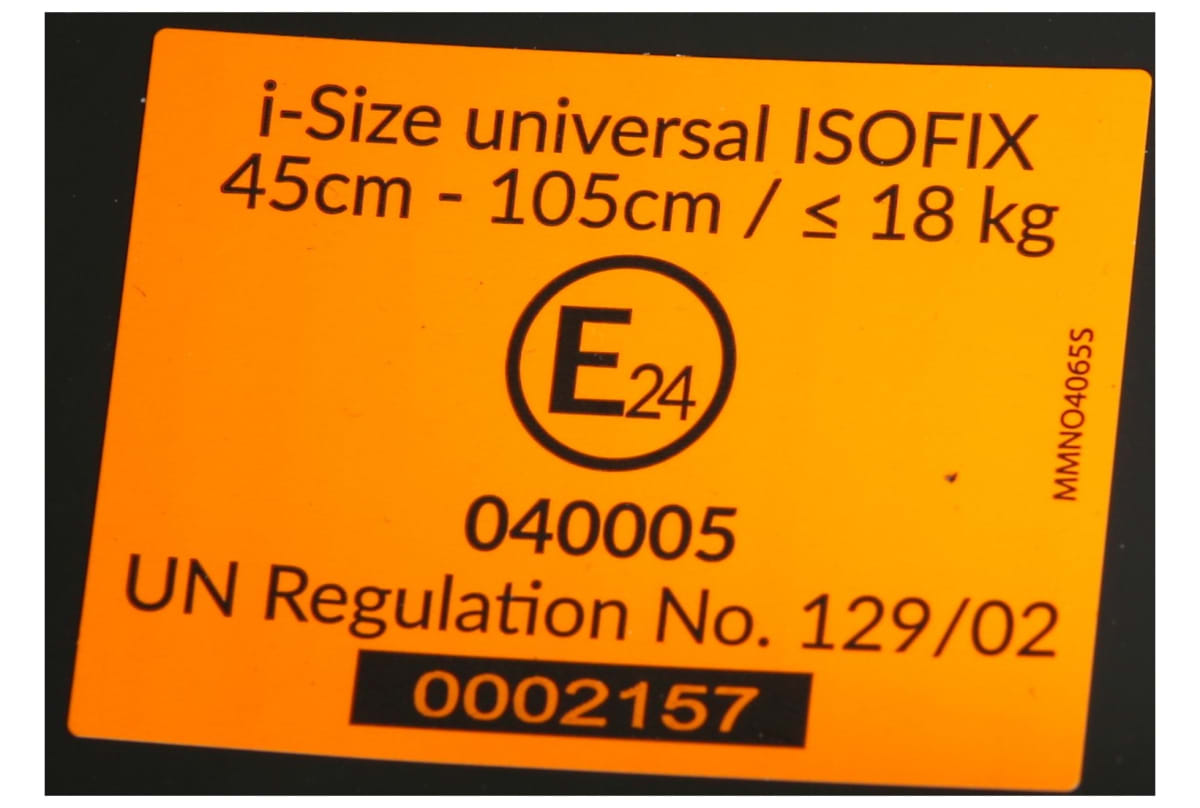 i-Size universal ISOFIX
45cm - 105cm / ≤ 18 kg
E24
040005
UN Regulation No. 129/02
0002157
MMNO4065S